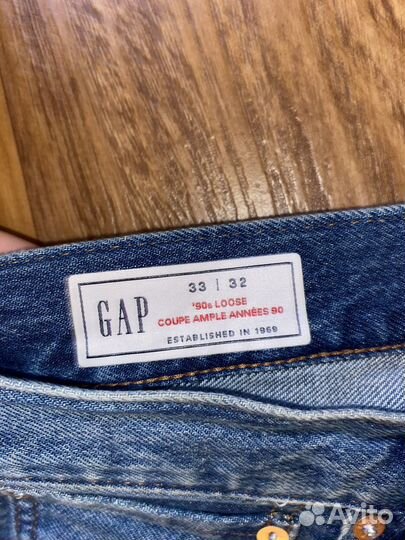 GAP
33 | 32
'90s LOOSE
COUPE AMPLE ANNÉES 90
ESTABLISHED IN 1969
Avito